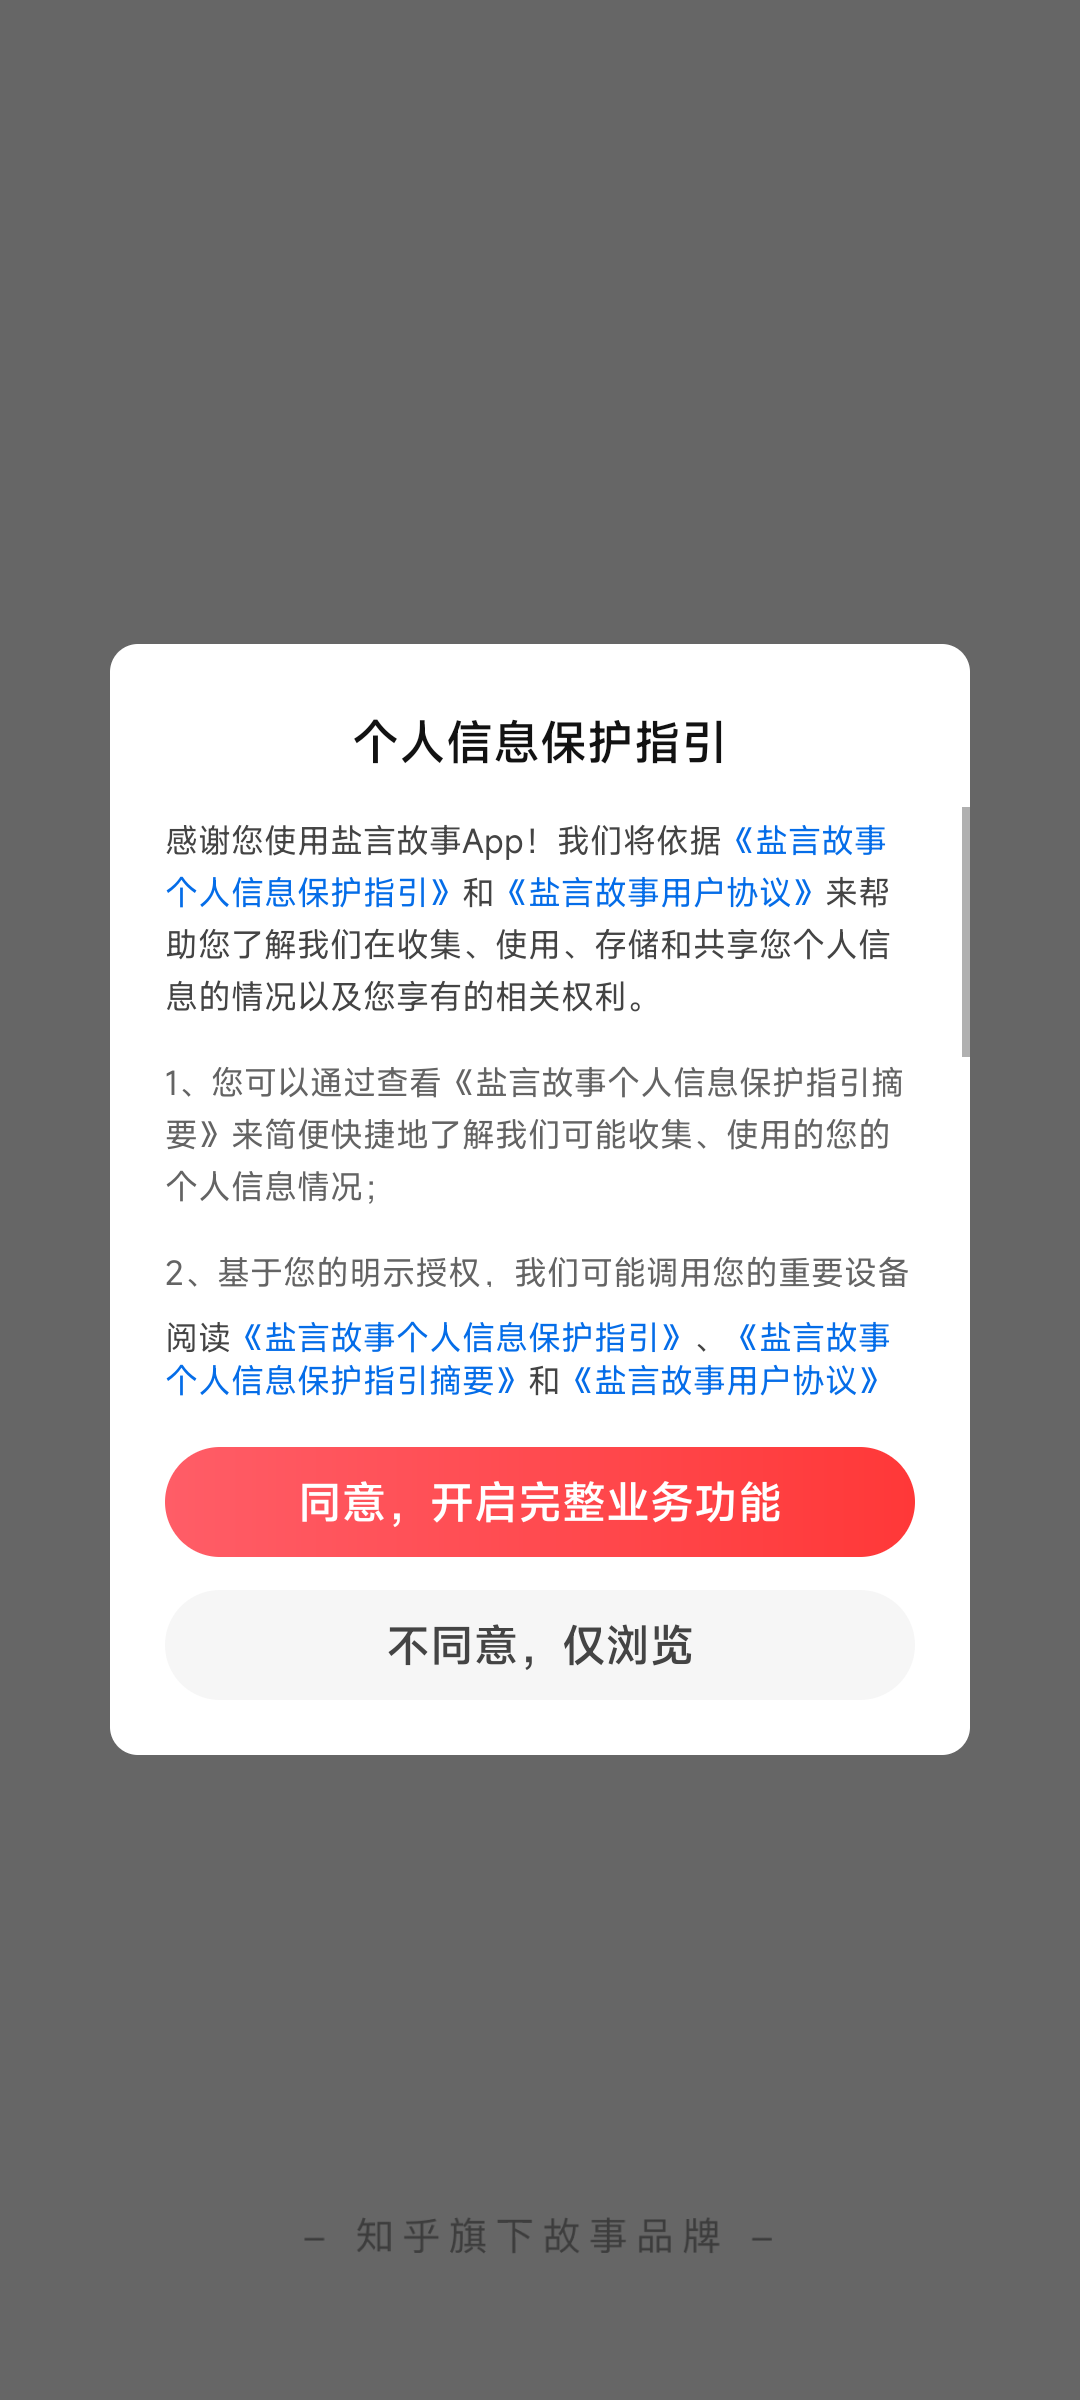 个人信息保护指引
感谢您使用盐言故事App！我们将依据《盐言故事
个人信息保护指引》和《盐言故事用户协议》来帮
助您了解我们在收集、使用、存储和共享您个人信
息的情况以及您享有的相关权利。
1、您可以通过查看《盐言故事个人信息保护指引摘
要》来简便快捷地了解我们可能收集、使用的您的
个人信息情况；
2、基于您的明示授权，我们可能调用您的重要设备
阅读《盐言故事个人信息保护指引》、《盐言故事
个人信息保护指引摘要》和《盐言故事用户协议》
同意，开启完整业务功能
不同意，仅浏览
– 知乎旗下故事品牌 –